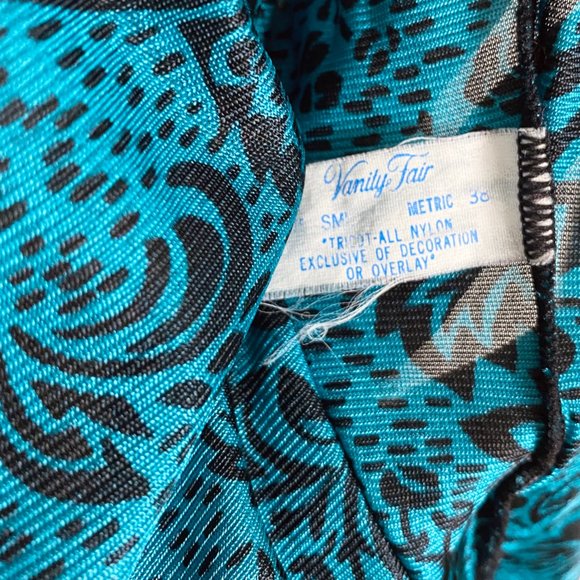 Vanity Fair
SM METRIC 38
"TRICOT-ALL NYLON
EXCLUSIVE OF DECORATION
OR OVERLAY"